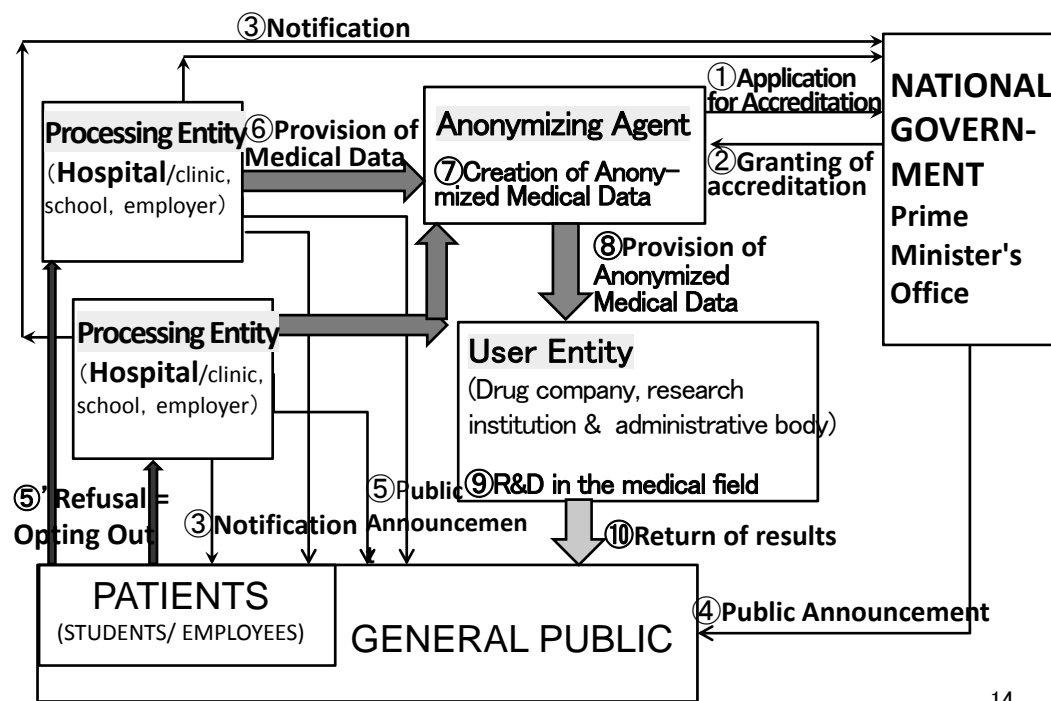 ③Notification
①Application
for Accreditation
②Granting of
accreditation
NATIONAL
GOVERN-
MENT
Prime
Minister's
Office
Processing Entity
（Hospital/clinic,
school, employer）
⑥Provision of
Medical Data
Anonymizing Agent
⑦Creation of Anony-
mized Medical Data
⑧Provision of
Anonymized
Medical Data
Processing Entity
（Hospital/clinic,
school, employer）
User Entity
(Drug company, research
institution & administrative body)
⑨R&D in the medical field
⑤’Refusal =
Opting Out
③Notification
⑤Public
Announcemen
t
⑩Return of results
④Public Announcement
PATIENTS
(STUDENTS/ EMPLOYEES)
GENERAL PUBLIC
14